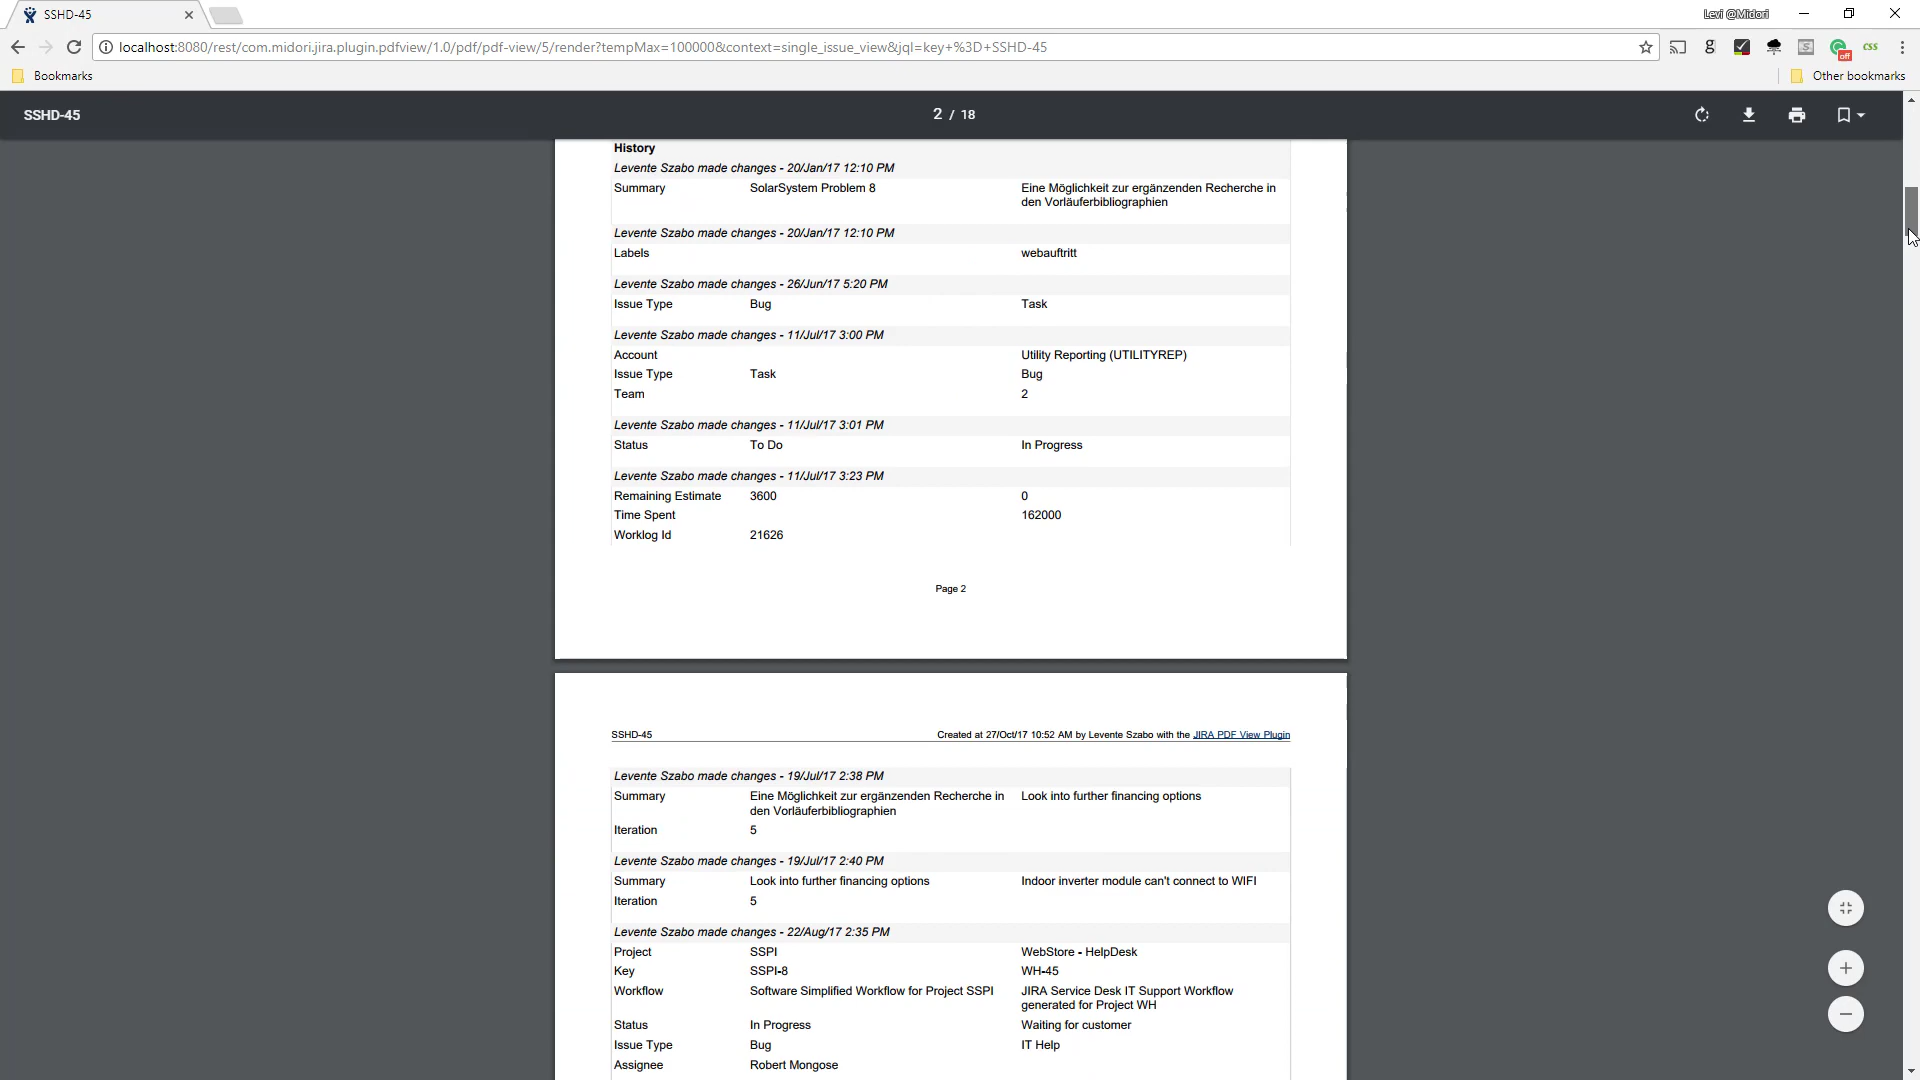 SSHD-45
Levi @Midori
localhost:8080/rest/com.midori.jira.plugin.pdfview/1.0/pdf/pdf-view/5/render?tempMax=100000&context=single_issue_view&jql=key+%3D+SSHD-45
g
S
off
css
Bookmarks
Other bookmarks
SSHD-45
2 / 18
History
Levente Szabo made changes - 20/Jan/17 12:10 PM
Summary SolarSystem Problem 8 Eine Möglichkeit zur ergänzenden Recherche in
den Vorläuferbibliographien
Levente Szabo made changes - 20/Jan/17 12:10 PM
Labels webauftritt
Levente Szabo made changes - 26/Jun/17 5:20 PM
Issue Type Bug Task
Levente Szabo made changes - 11/Jul/17 3:00 PM
Account Utility Reporting (UTILITYREP)
Issue Type Task Bug
Team 2
Levente Szabo made changes - 11/Jul/17 3:01 PM
Status To Do In Progress
Levente Szabo made changes - 11/Jul/17 3:23 PM
Remaining Estimate 3600 0
Time Spent 162000
Worklog Id 21626
Page 2
SSHD-45 Created at 27/Oct/17 10:52 AM by Levente Szabo with the JIRA PDF View Plugin
Levente Szabo made changes - 19/Jul/17 2:38 PM
Summary Eine Möglichkeit zur ergänzenden Recherche in Look into further financing options
den Vorläuferbibliographien
Iteration 5
Levente Szabo made changes - 19/Jul/17 2:40 PM
Summary Look into further financing options Indoor inverter module can't connect to WIFI
Iteration 5
Levente Szabo made changes - 22/Aug/17 2:35 PM
Project SSPI WebStore - HelpDesk
Key SSPI-8 WH-45
Workflow Software Simplified Workflow for Project SSPI JIRA Service Desk IT Support Workflow
generated for Project WH
Status In Progress Waiting for customer
Issue Type Bug IT Help
Assignee Robert Mongose